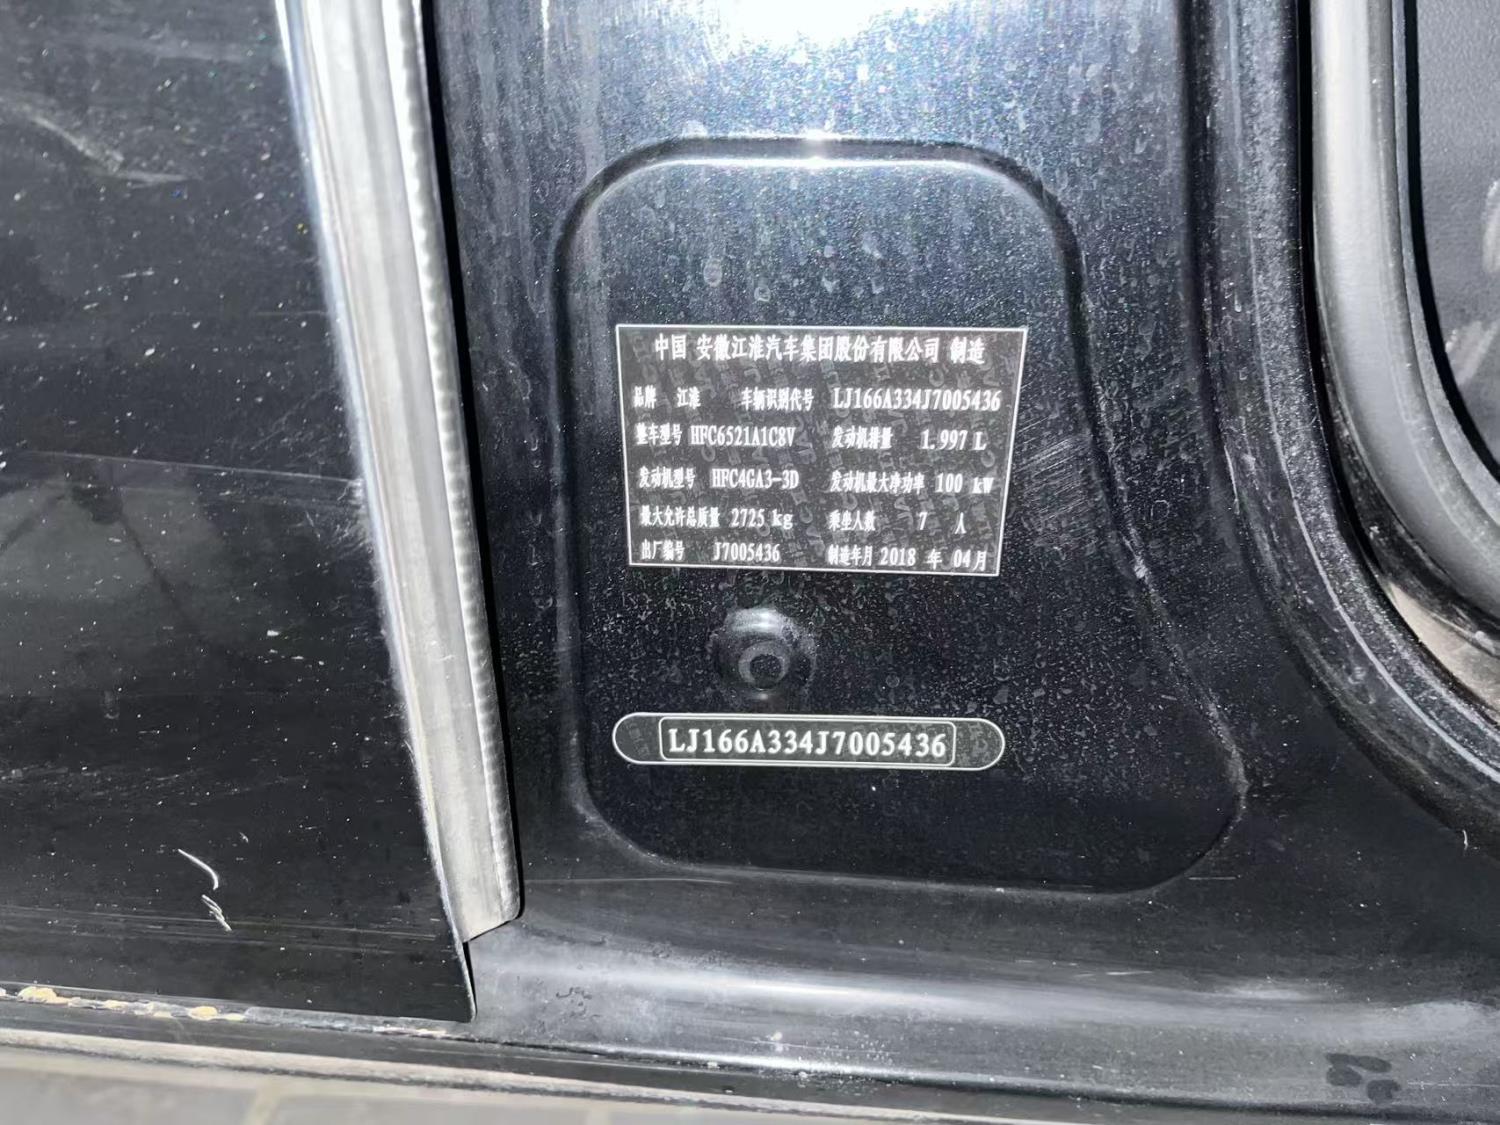 中国 安徽江淮汽车集团股份有限公司 制造
品牌 江淮 车辆识别代号 LJ166A334J7005436
整车型号 HFC6521A1C8V 发动机排量 1.997 L
发动机型号 HFC4GA3-3D 发动机最大净功率 100 kW
最大允许总质量 2725 kg 乘坐人数 7 人
出厂编号 J7005436 制造年月 2018 年 04月
LJ166A334J7005436